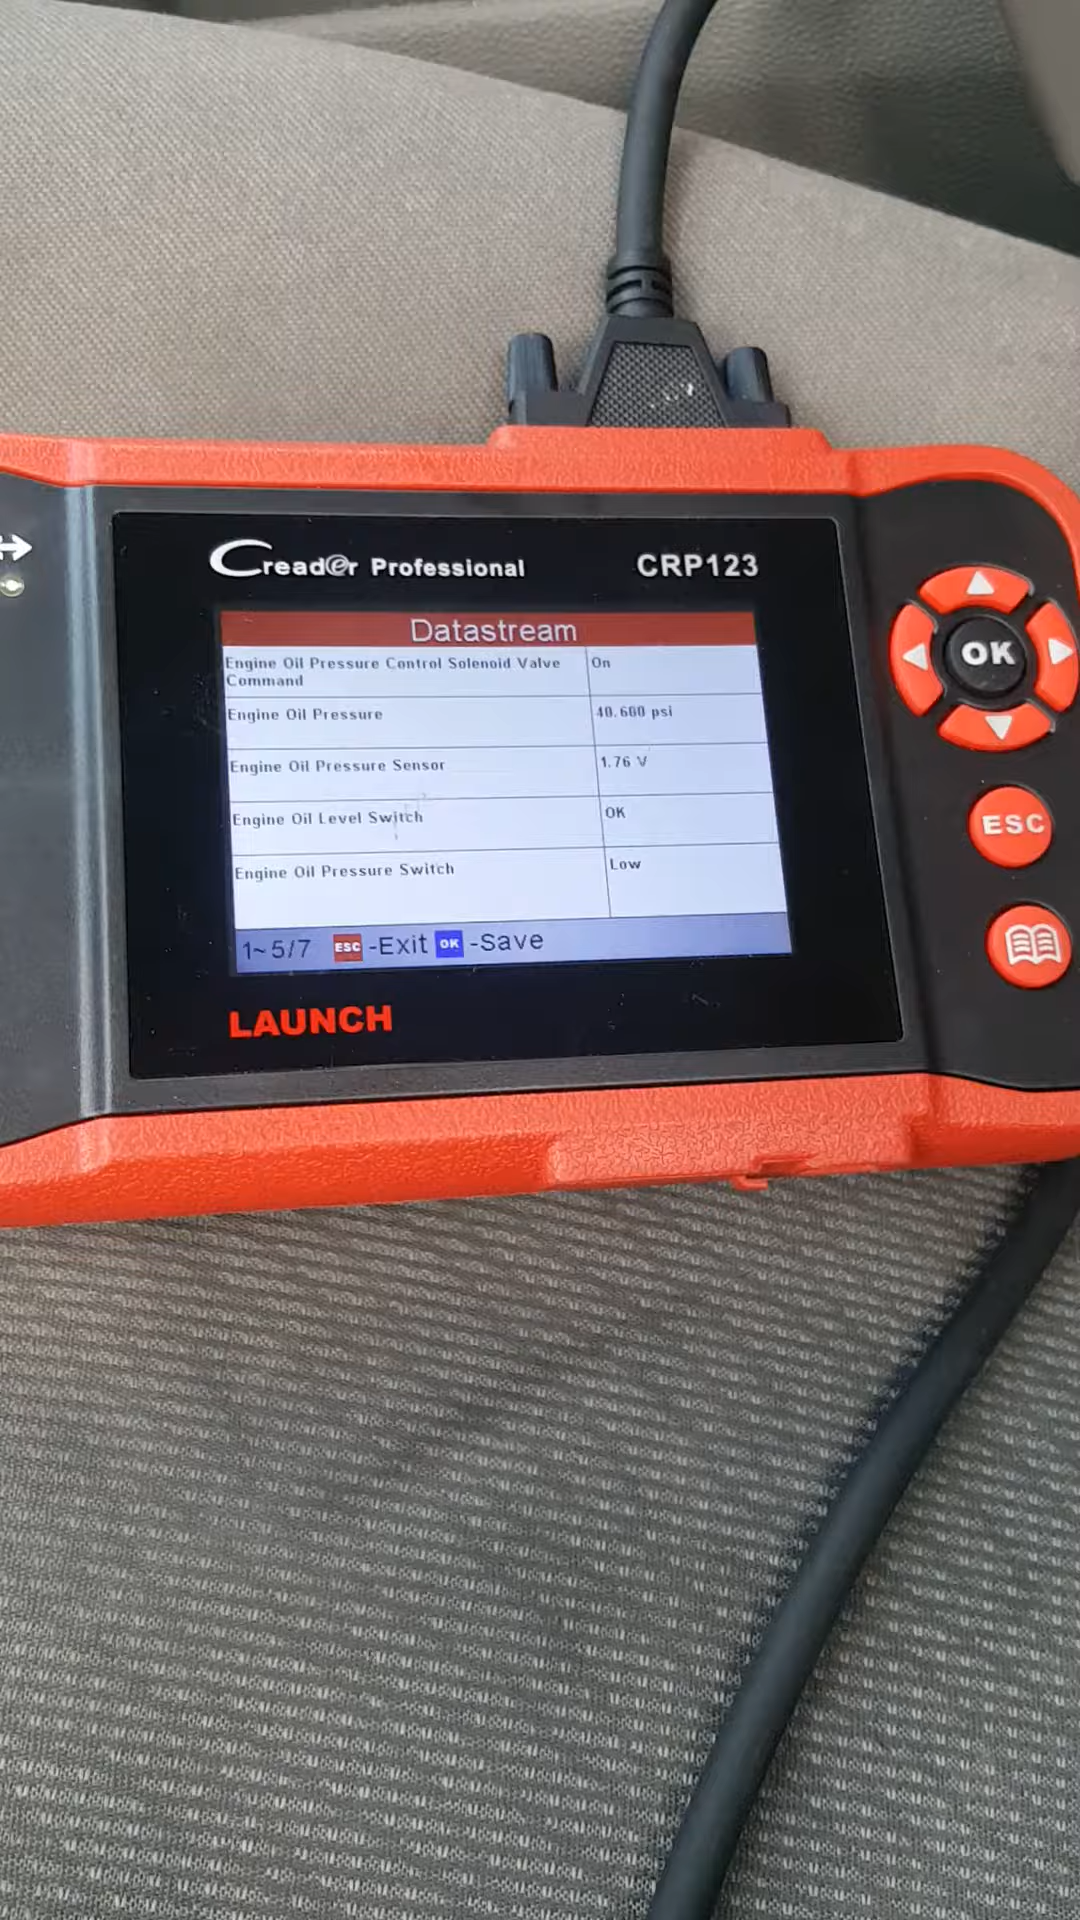 Creader Professional CRP123
Datastream
Engine Oil Pressure Control Solenoid Valve Command On
Engine Oil Pressure 40.600 psi
Engine Oil Pressure Sensor 1.76 V
Engine Oil Level Switch OK
Engine Oil Pressure Switch Low
1~5/7 ESC -Exit OK -Save
LAUNCH
OK
ESC